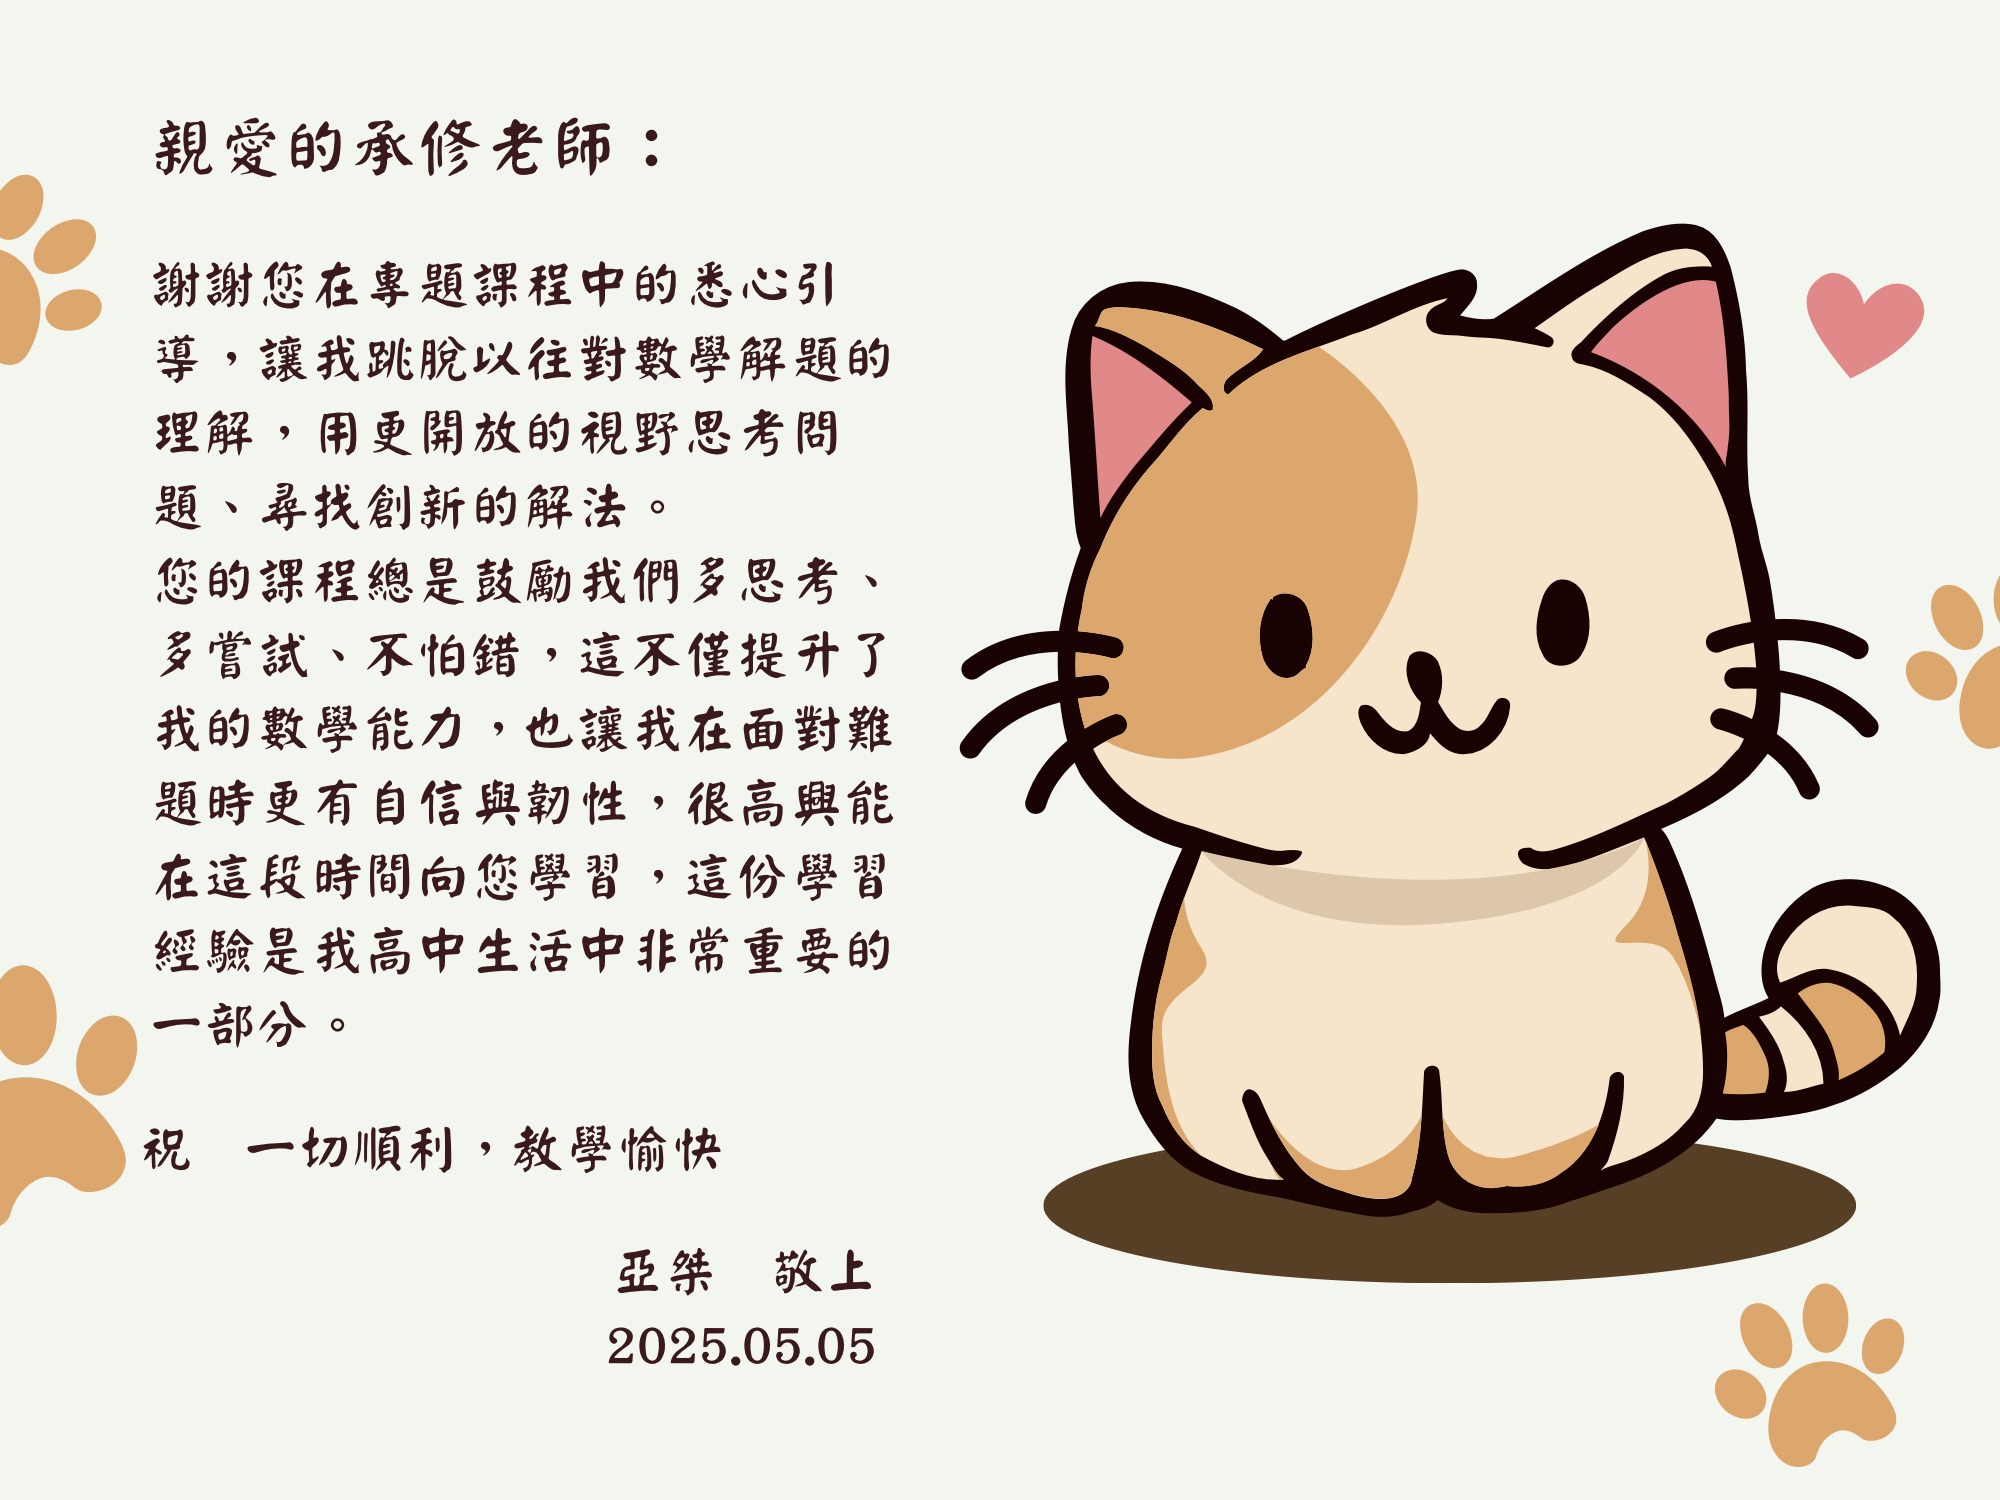 親愛的承修老師：
謝謝您在專題課程中的悉心引
導，讓我跳脫以往對數學解題的
理解，用更開放的視野思考問
題、尋找創新的解法。
您的課程總是鼓勵我們多思考、
多嘗試、不怕錯，這不僅提升了
我的數學能力，也讓我在面對難
題時更有自信與韌性，很高興能
在這段時間向您學習，這份學習
經驗是我高中生活中非常重要的
一部分。
祝　一切順利，教學愉快
亞桀　敬上
2025.05.05